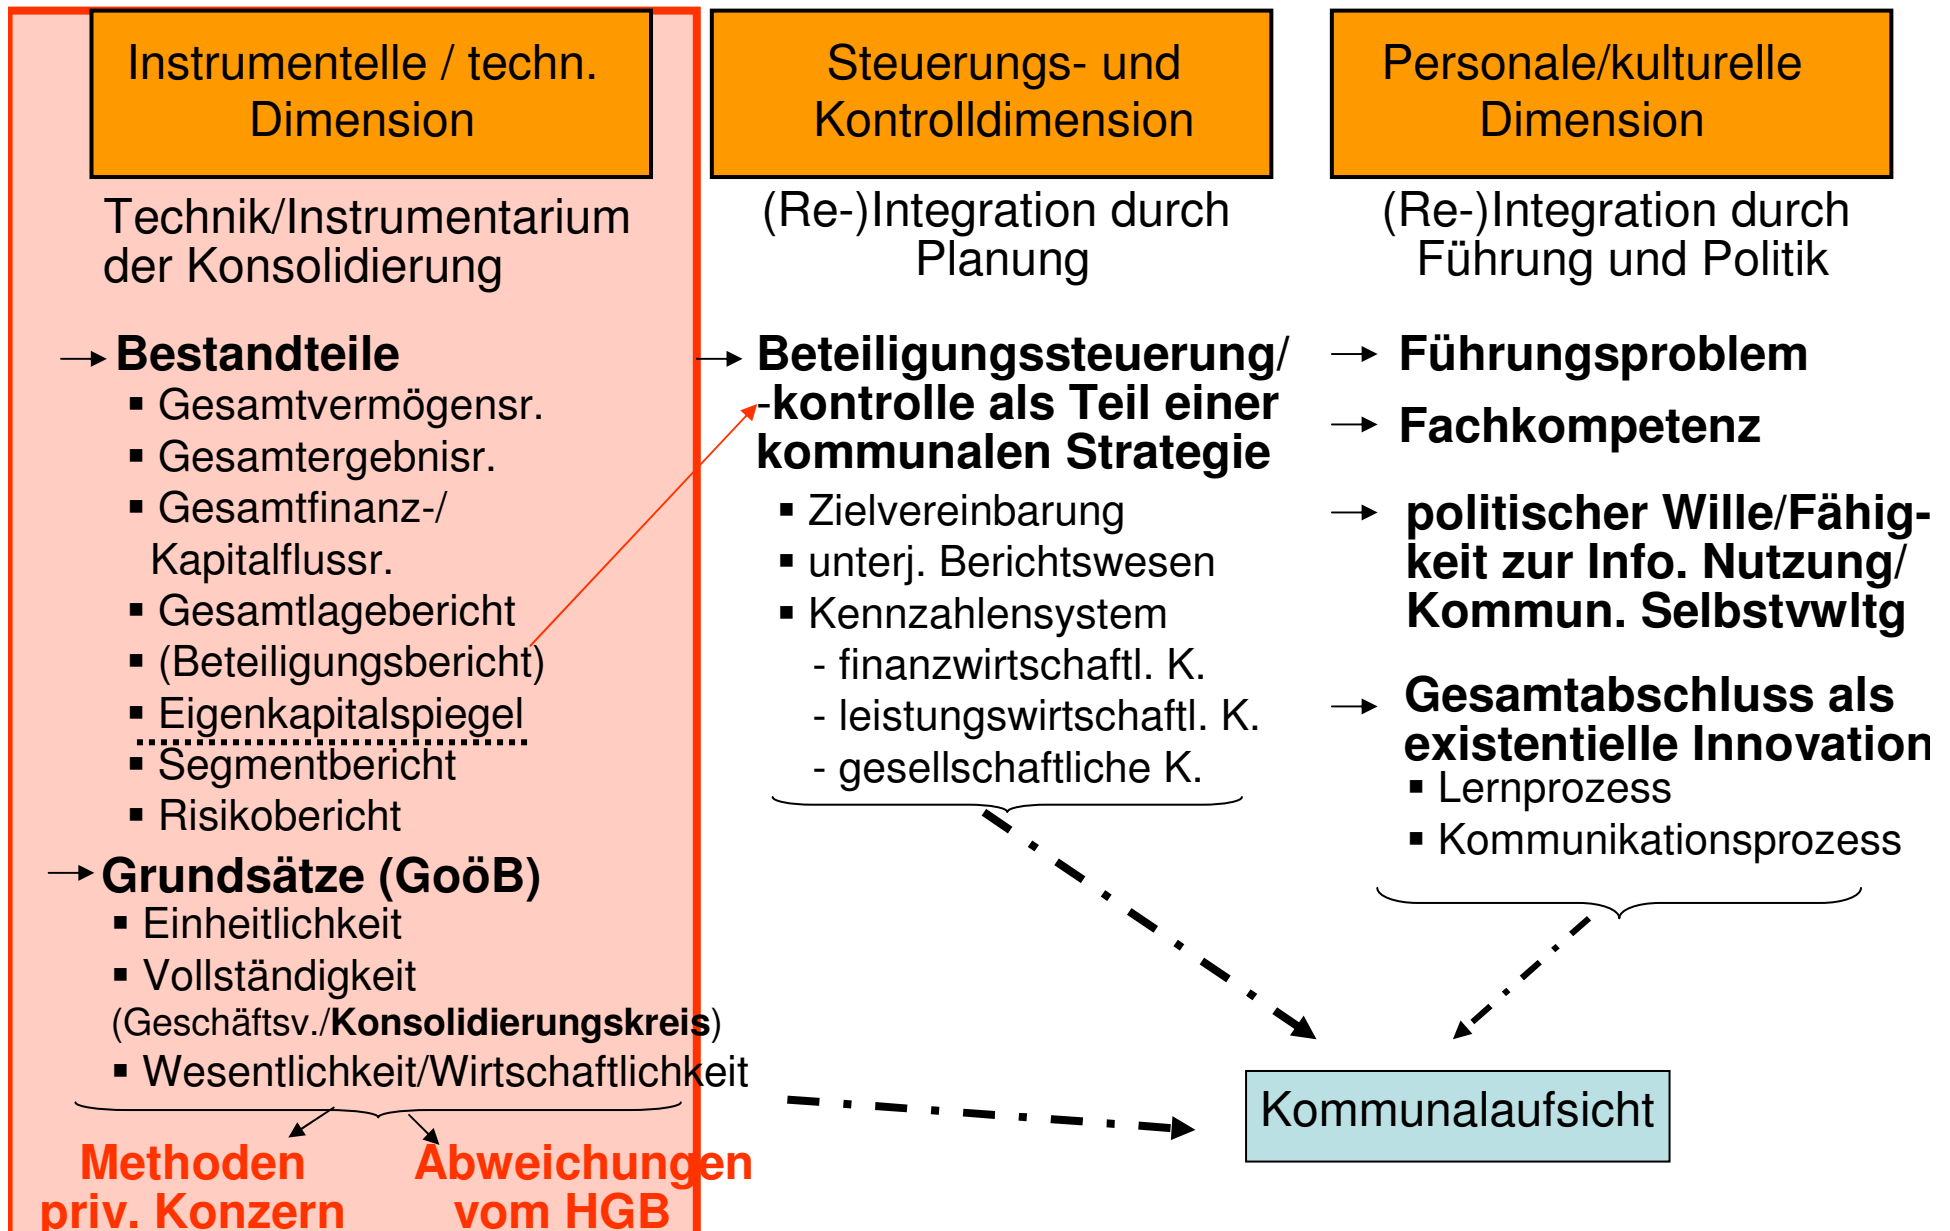 Instrumentelle / techn.
Dimension
Technik/Instrumentarium
der Konsolidierung
Bestandteile
▪ Gesamtvermögensr.
▪ Gesamtergebnisr.
▪ Gesamtfinanz-/
Kapitalflussr.
▪ Gesamtlagebericht
▪ (Beteiligungsbericht)
▪ Eigenkapitalspiegel
▪ Segmentbericht
▪ Risikobericht
Grundsätze (GoöB)
▪ Einheitlichkeit
▪ Vollständigkeit
(Geschäftsv./Konsolidierungskreis)
▪ Wesentlichkeit/Wirtschaftlichkeit
Methoden
priv. Konzern
Abweichungen
vom HGB
Steuerungs- und
Kontrolldimension
(Re-)Integration durch
Planung
Beteiligungssteuerung/
-kontrolle als Teil einer
kommunalen Strategie
▪ Zielvereinbarung
▪ unterj. Berichtswesen
▪ Kennzahlensystem
- finanzwirtschaftl. K.
- leistungswirtschaftl. K.
- gesellschaftliche K.
Personale/kulturelle
Dimension
(Re-)Integration durch
Führung und Politik
Führungsproblem
Fachkompetenz
politischer Wille/Fähig-
keit zur Info. Nutzung/
Kommun. Selbstvwltg
Gesamtabschluss als
existentielle Innovation
▪ Lernprozess
▪ Kommunikationsprozess
Kommunalaufsicht